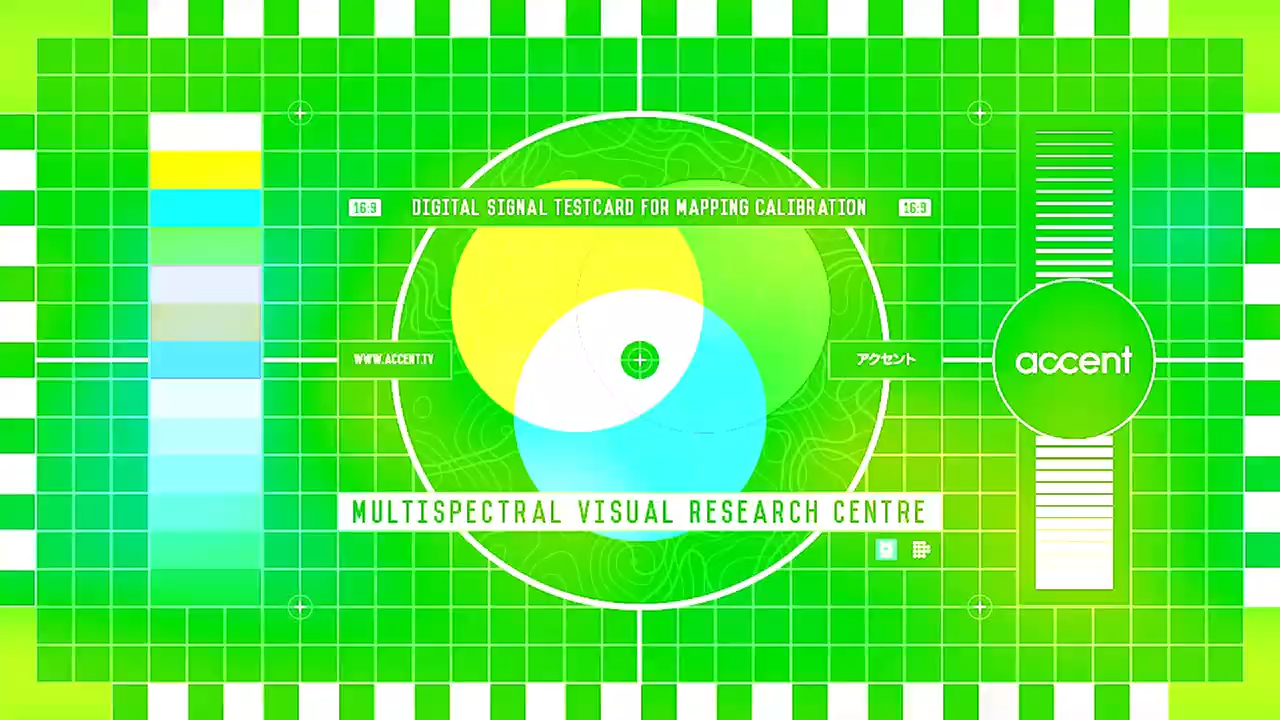 16:9 DIGITAL SIGNAL TESTCARD FOR MAPPING CALIBRATION 16:9
WWW.ACCENT.TV
アクセント
accent
MULTISPECTRAL VISUAL RESEARCH CENTRE